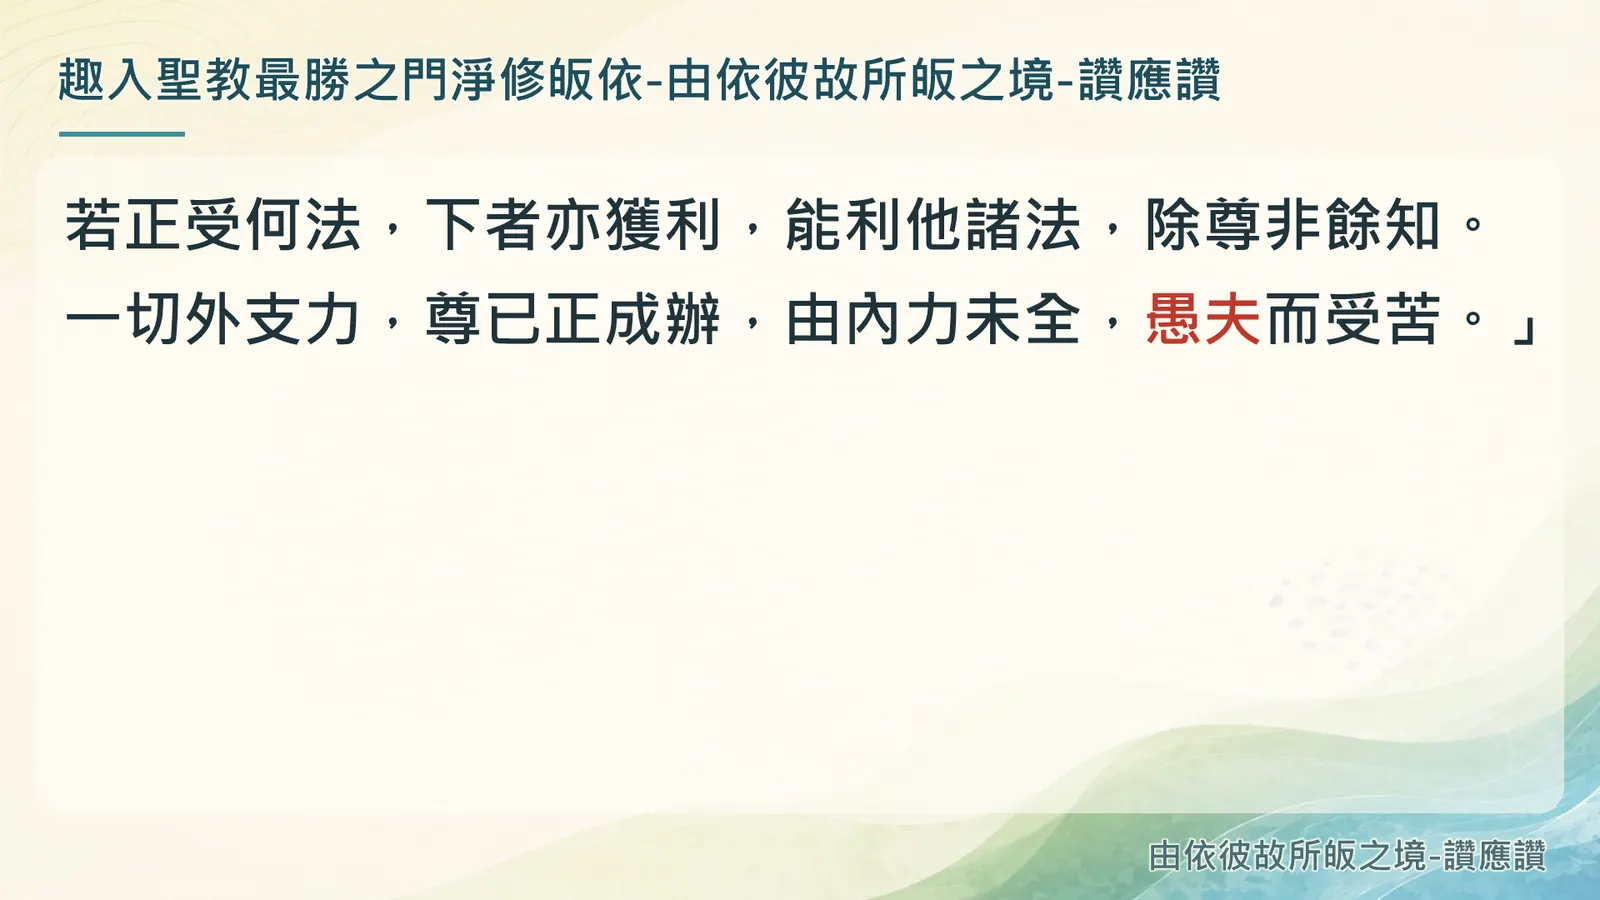 趣入聖教最勝之門淨修皈依-由依彼故所皈之境-讚應讚
若正受何法，下者亦獲利，能利他諸法，除尊非餘知。
一切外支力，尊已正成辦，由內力未全，愚夫而受苦。」
由依彼故所皈之境-讚應讚